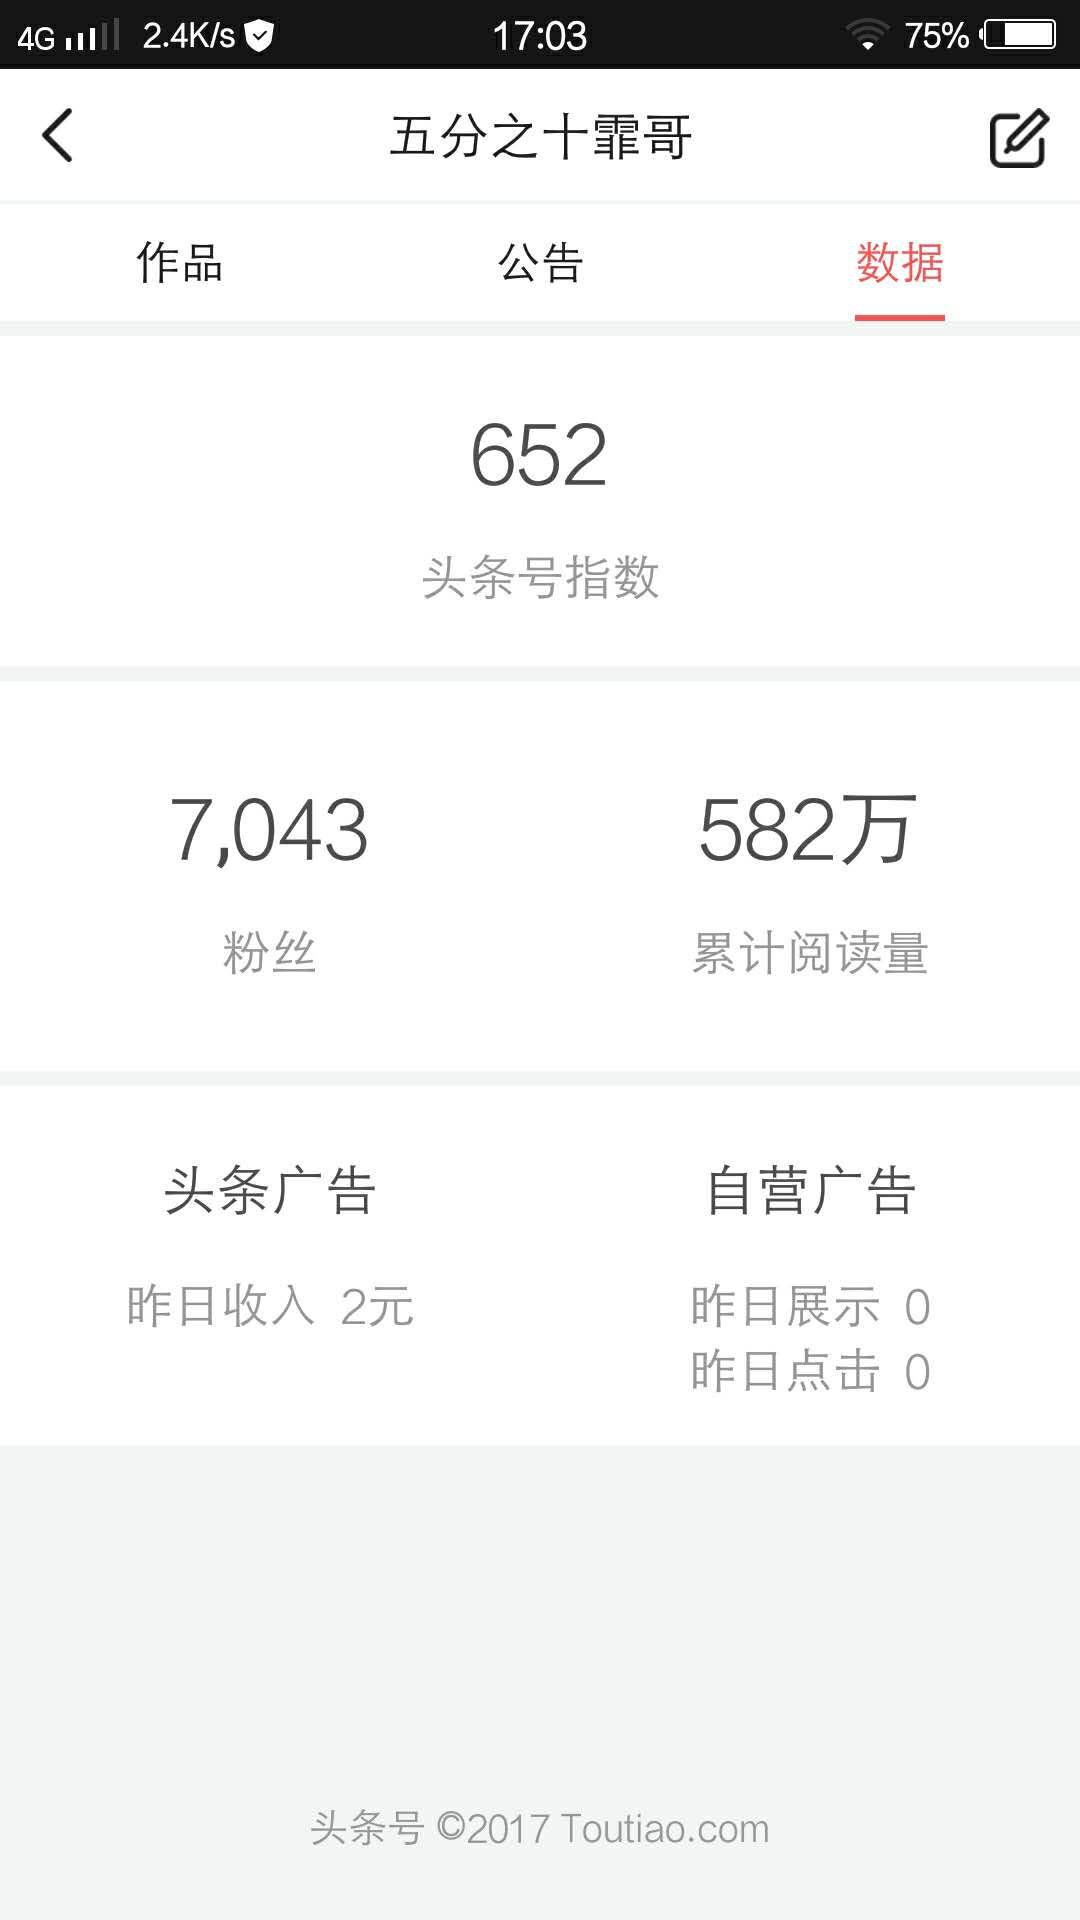 4G 2.4K/s 17:03 75%
五分之十霏哥
作品 公告 数据
652
头条号指数
7,043 582万
粉丝 累计阅读量
头条广告 自营广告
昨日收入 2元 昨日展示 0
昨日点击 0
头条号 ©2017 Toutiao.com